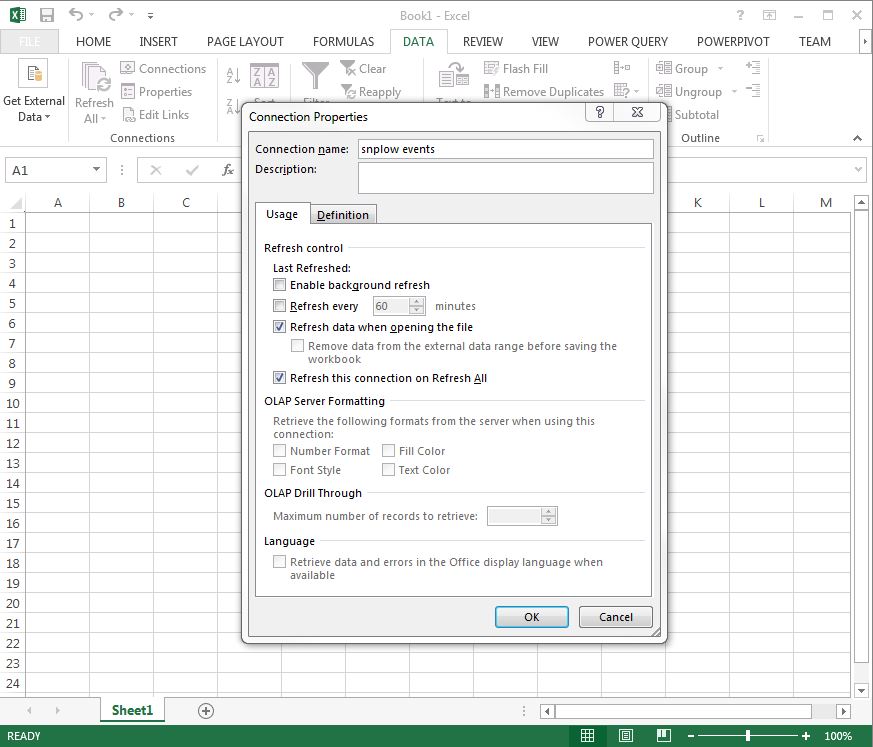 Book1 - Excel
FILE HOME INSERT PAGE LAYOUT FORMULAS DATA REVIEW VIEW POWER QUERY POWERPIVOT TEAM
Get External Data
Refresh All
Connections
Properties
Edit Links
Connections
Clear
Reapply
Flash Fill
Remove Duplicates
Group
Ungroup
Subtotal
Outline
A1
fx
A B C K L M
1
2
3
4
5
6
7
8
9
10
11
12
13
14
15
16
17
18
19
20
21
22
23
24
Connection Properties
Connection name: snplow events
Description:
Usage Definition
Refresh control
Last Refreshed:
Enable background refresh
Refresh every 60 minutes
Refresh data when opening the file
Remove data from the external data range before saving the
workbook
Refresh this connection on Refresh All
OLAP Server Formatting
Retrieve the following formats from the server when using this
connection:
Number Format Fill Color
Font Style Text Color
OLAP Drill Through
Maximum number of records to retrieve:
Language
Retrieve data and errors in the Office display language when
available
OK Cancel
Sheet1
READY 100%